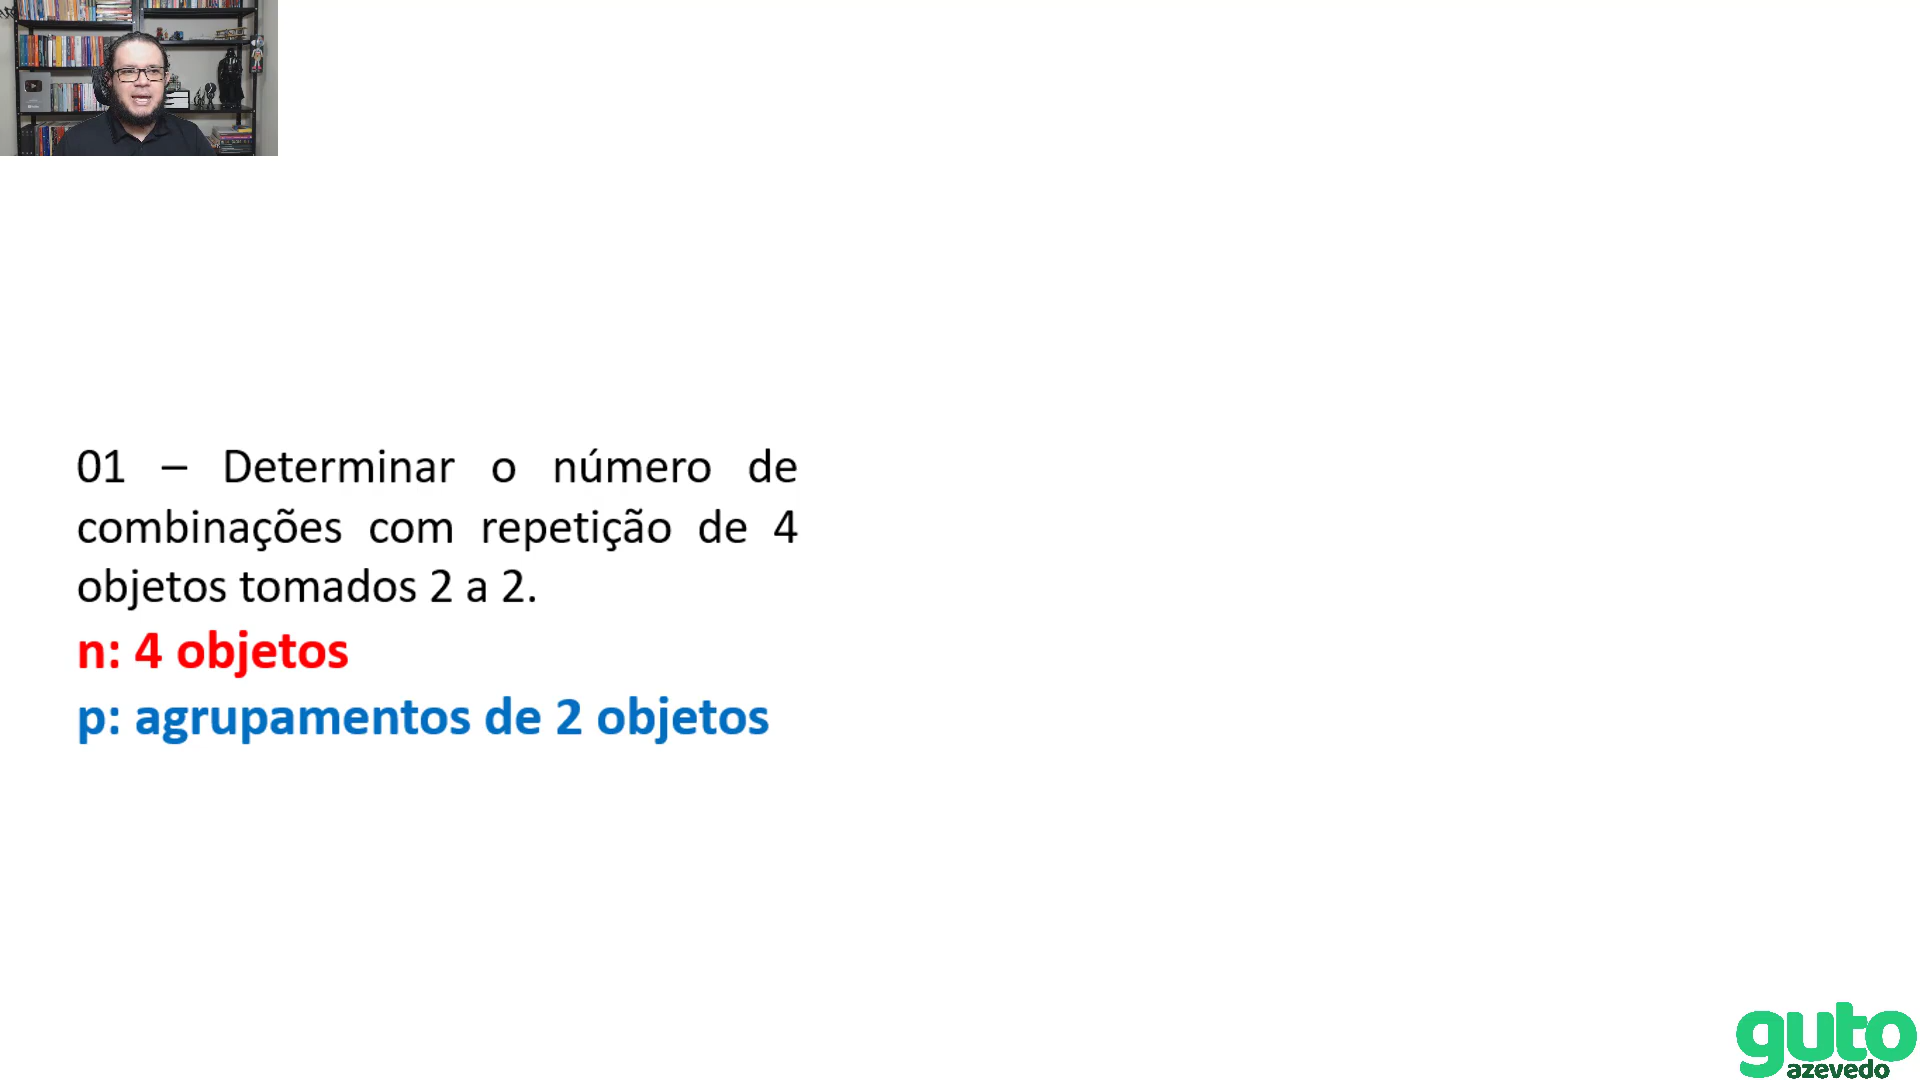 01 – Determinar o número de
combinações com repetição de 4
objetos tomados 2 a 2.
n: 4 objetos
p: agrupamentos de 2 objetos
guto
azevedo